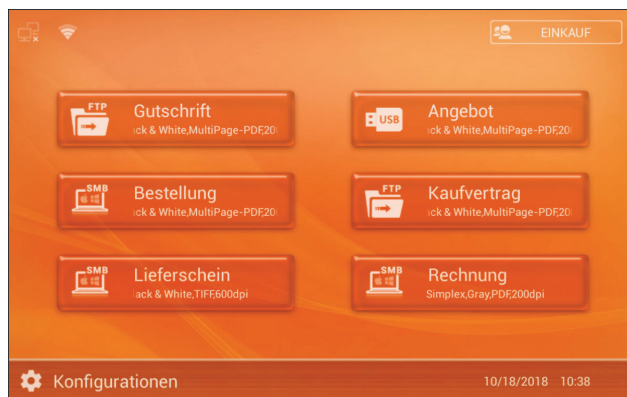 EINKAUF
FTP
Gutschrift
ck & White,MultiPage-PDF,20
USB
Angebot
ck & White,MultiPage-PDF,20
SMB
Bestellung
ck & White,MultiPage-PDF,20
FTP
Kaufvertrag
ck & White,MultiPage-PDF,20
SMB
Lieferschein
ack & White,TIFF,600dpi
SMB
Rechnung
Simplex,Gray,PDF,200dpi
Konfigurationen
10/18/2018 10:38